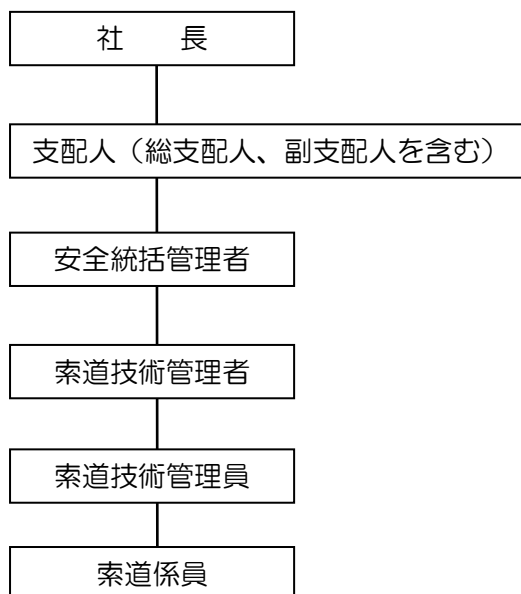 社　　長
支配人（総支配人、副支配人を含む）
安全統括管理者
索道技術管理者
索道技術管理員
索道係員